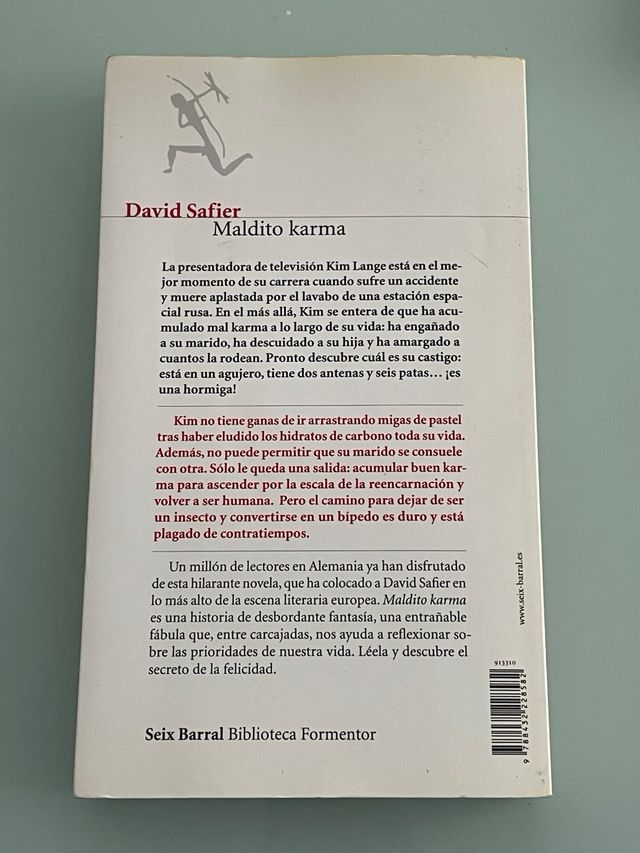 David Safier
Maldito karma
La presentadora de televisión Kim Lange está en el me-
jor momento de su carrera cuando sufre un accidente
y muere aplastada por el lavabo de una estación espa-
cial rusa. En el más allá, Kim se entera de que ha acu-
mulado mal karma a lo largo de su vida: ha engañado
a su marido, ha descuidado a su hija y ha amargado a
cuantos la rodean. Pronto descubre cuál es su castigo:
está en un agujero, tiene dos antenas y seis patas… ¡es
una hormiga!
Kim no tiene ganas de ir arrastrando migas de pastel
tras haber eludido los hidratos de carbono toda su vida.
Además, no puede permitir que su marido se consuele
con otra. Sólo le queda una salida: acumular buen kar-
ma para ascender por la escala de la reencarnación y
volver a ser humana. Pero el camino para dejar de ser
un insecto y convertirse en un bípedo es duro y está
plagado de contratiempos.
Un millón de lectores en Alemania ya han disfrutado
de esta hilarante novela, que ha colocado a David Safier en
lo más alto de la escena literaria europea. Maldito karma
es una historia de desbordante fantasía, una entrañable
fábula que, entre carcajadas, nos ayuda a reflexionar so-
bre las prioridades de nuestra vida. Léela y descubre el
secreto de la felicidad.
Seix Barral Biblioteca Formentor
www.seix-barral.es
913310
9 788432 228582